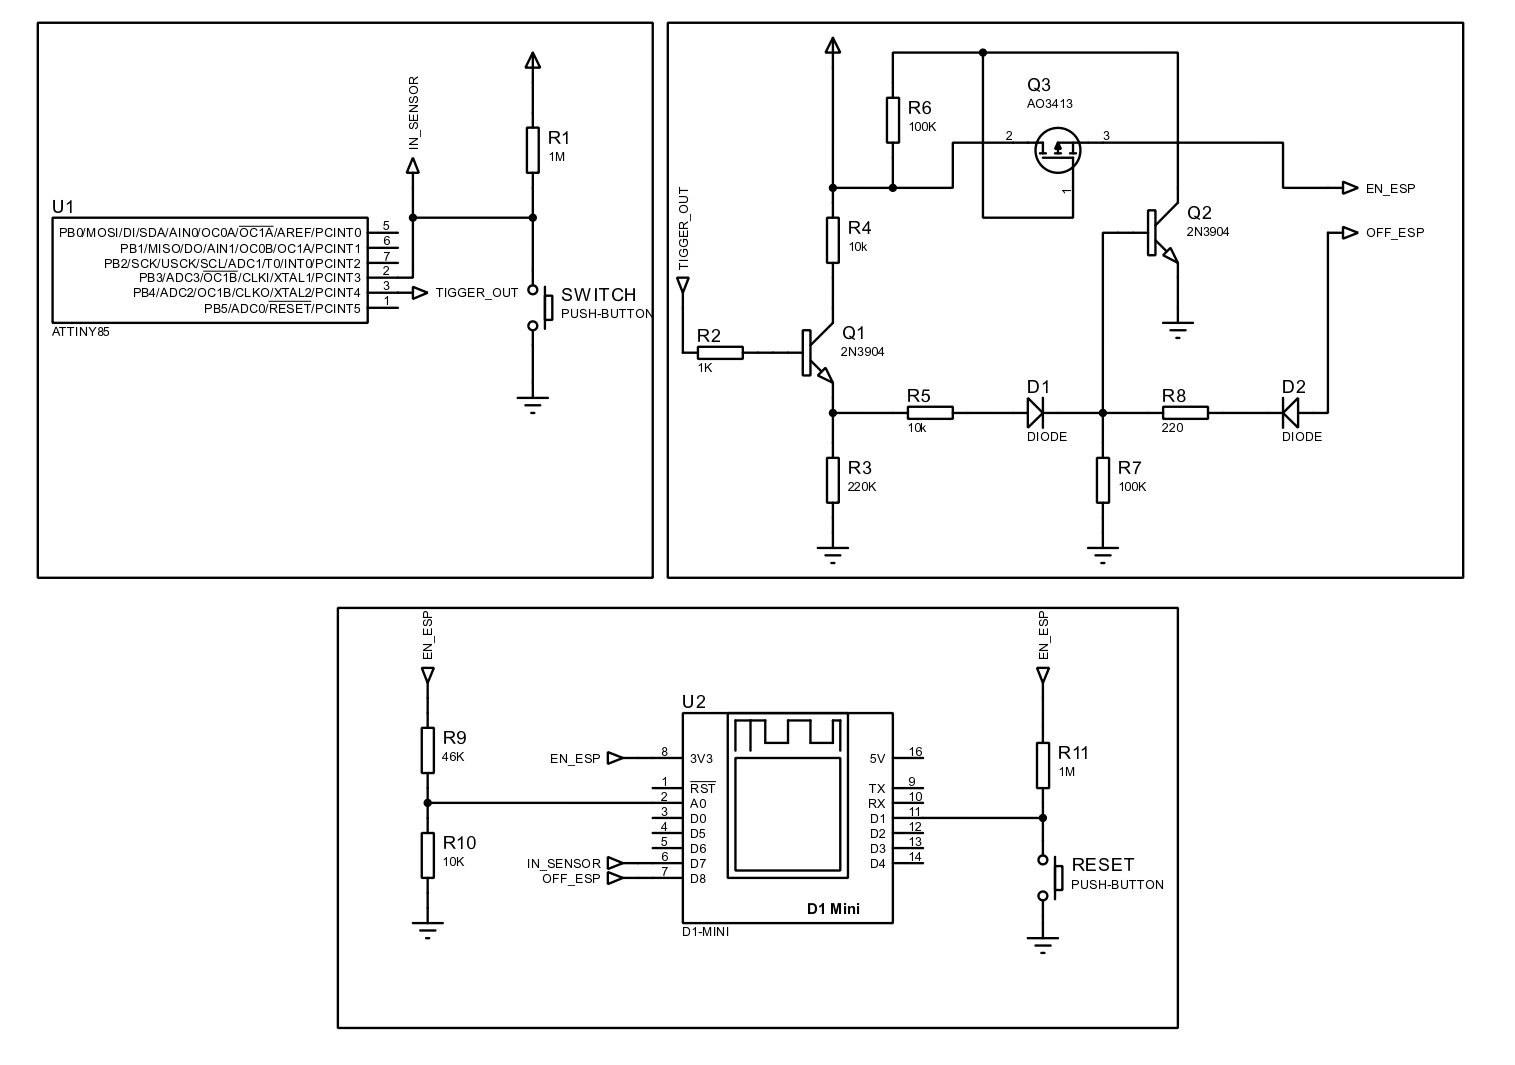 IN_SENSOR
R1
1M
U1
PB0/MOSI/DI/SDA/AIN0/OC0A/OC1A/AREF/PCINT0
5
PB1/MISO/DO/AIN1/OC0B/OC1A/PCINT1
6
PB2/SCK/USCK/SCL/ADC1/T0/INT0/PCINT2
7
PB3/ADC3/OC1B/CLKI/XTAL1/PCINT3
2
PB4/ADC2/OC1B/CLKO/XTAL2/PCINT4
3
PB5/ADC0/RESET/PCINT5
1
ATTINY85
TIGGER_OUT
SWITCH
PUSH-BUTTON
TIGGER_OUT
R6
100K
Q3
AO3413
2
3
1
EN_ESP
OFF_ESP
R4
10k
Q2
2N3904
R2
1K
Q1
2N3904
R5
10k
D1
DIODE
R8
220
D2
DIODE
R3
220K
R7
100K
EN_ESP
R9
46K
R10
10K
U2
EN_ESP
8
3V3
1
RST
2
A0
3
D0
4
D5
5
D6
IN_SENSOR
6
D7
OFF_ESP
7
D8
5V
16
TX
9
RX
10
D1
11
D2
12
D3
13
D4
14
D1 Mini
D1-MINI
EN_ESP
R11
1M
RESET
PUSH-BUTTON